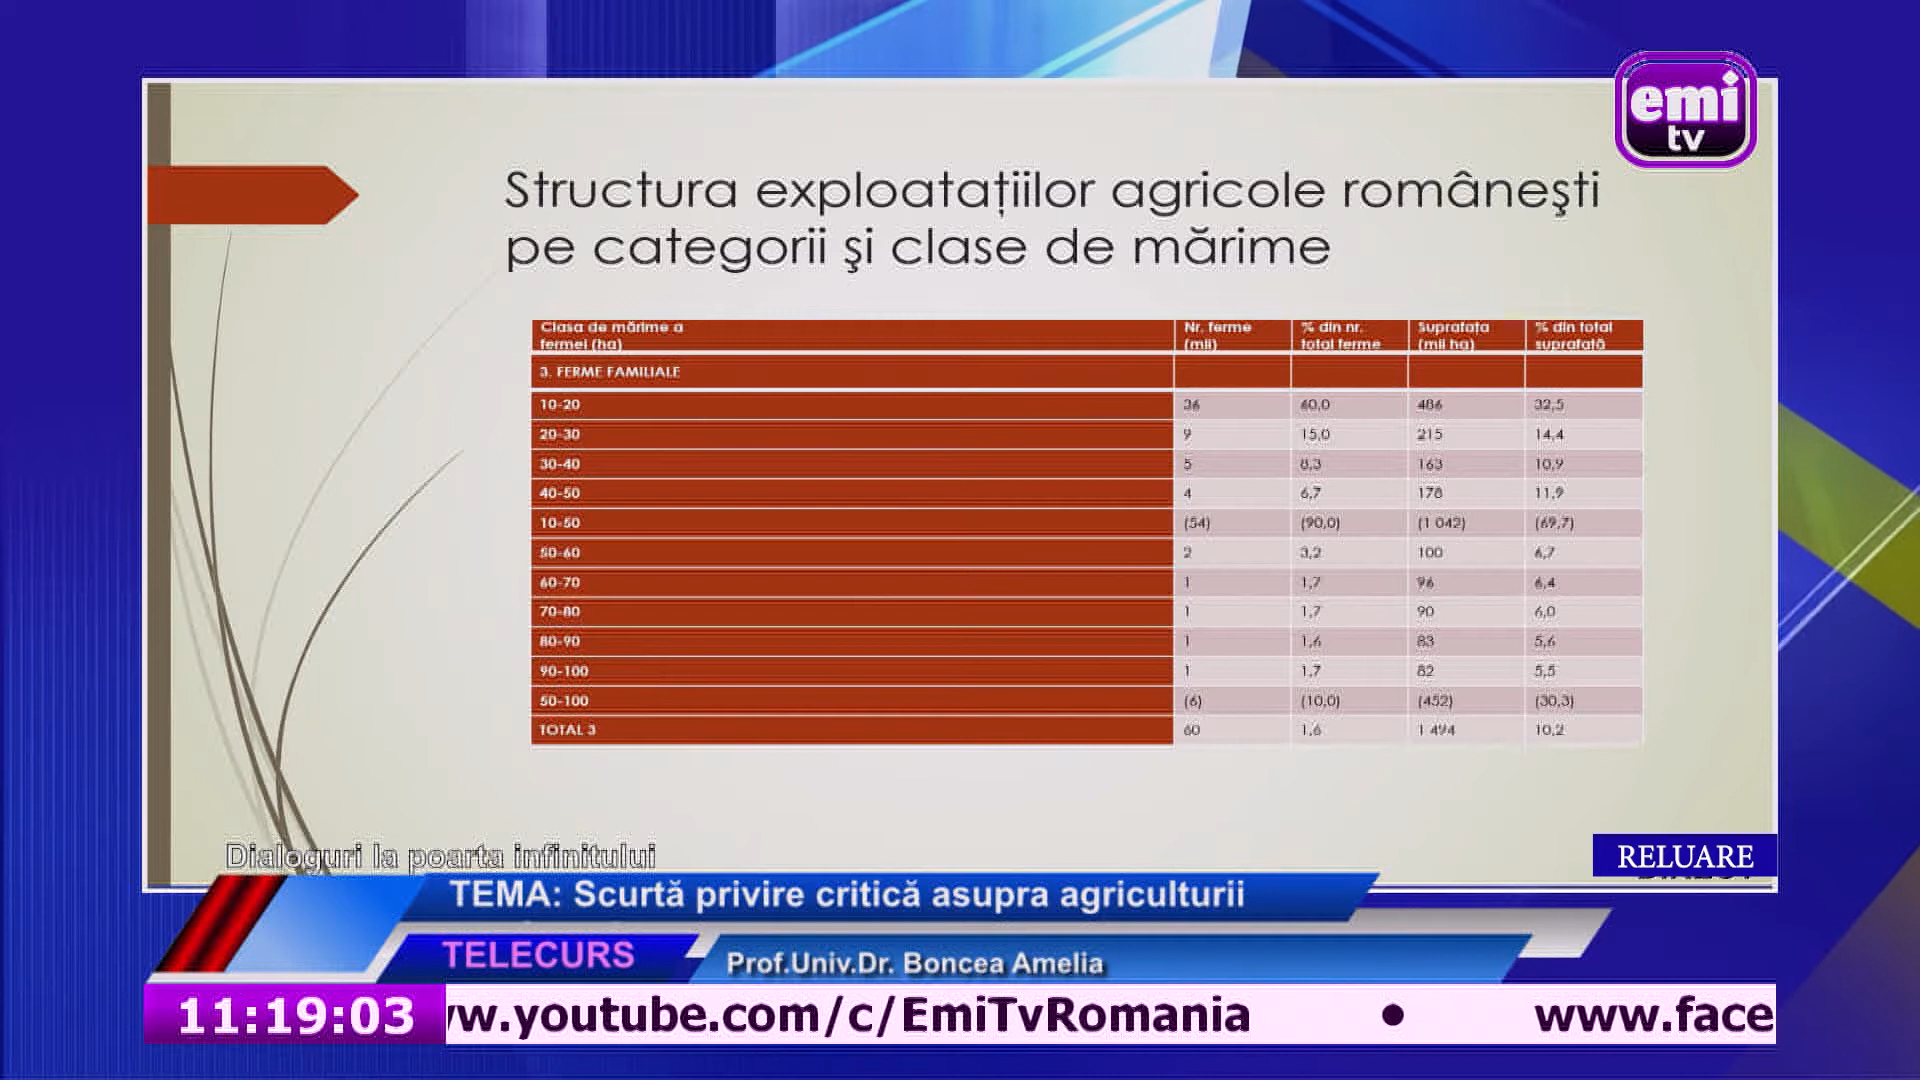 emi
tv
Structura exploatațiilor agricole româneşti
pe categorii şi clase de mărime
Clasa de mărime a fermei (ha) Nr. ferme (mii) % din nr. total ferme Suprafața (mii ha) % din total suprafață
3. FERME FAMILIALE
10-20 36 60,0 486 32,5
20-30 9 15,0 215 14,4
30-40 5 8,3 163 10,9
40-50 4 6,7 178 11,9
10-50 (54) (90,0) (1 042) (69,7)
50-60 2 3,2 100 6,7
60-70 1 1,7 96 6,4
70-80 1 1,7 90 6,0
80-90 1 1,6 83 5,6
90-100 1 1,7 82 5,5
50-100 (6) (10,0) (452) (30,3)
TOTAL 3 60 1,6 1 494 10,2
Dialoguri la poarta infinitului
RELUARE
TEMA: Scurtă privire critică asupra agriculturii
TELECURS
Prof.Univ.Dr. Boncea Amelia
11:19:03 w.youtube.com/c/EmiTvRomania • www.face